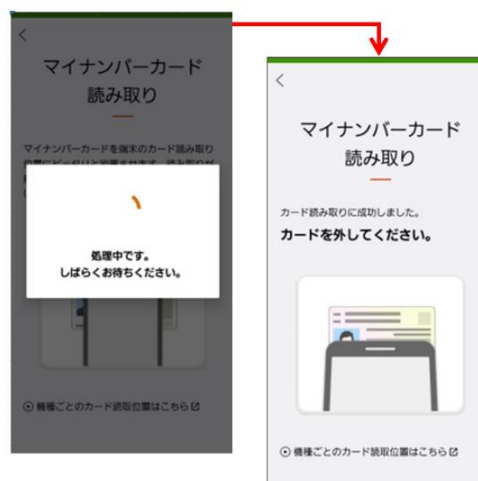 マイナンバーカード
読み取り
マイナンバーカードを端末のカード読み取り
処理中です。
しばらくお待ちください。
機種ごとのカード読取位置はこちら
マイナンバーカード
読み取り
カード読み取りに成功しました。
カードを外してください。
機種ごとのカード読取位置はこちら